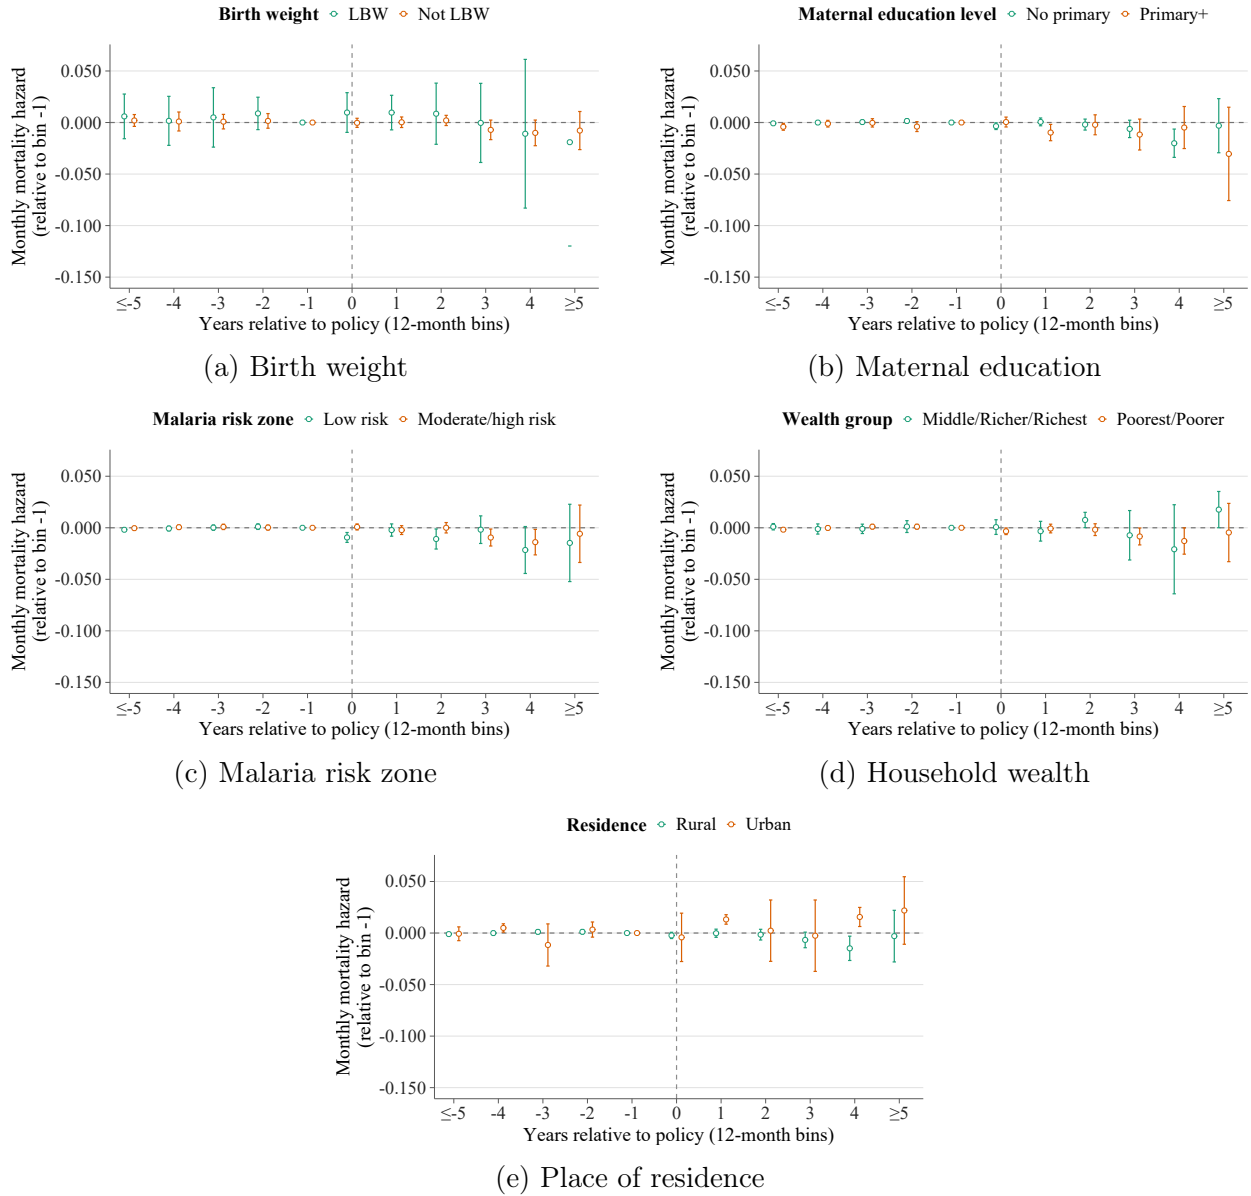 Birth weight LBW Not LBW
Monthly mortality hazard
(relative to bin -1)
0.050
0.000
-0.050
-0.100
-0.150
≤-5 -4 -3 -2 -1 0 1 2 3 4 ≥5
Years relative to policy (12-month bins)
(a) Birth weight
Maternal education level No primary Primary+
Monthly mortality hazard
(relative to bin -1)
0.050
0.000
-0.050
-0.100
-0.150
≤-5 -4 -3 -2 -1 0 1 2 3 4 ≥5
Years relative to policy (12-month bins)
(b) Maternal education
Malaria risk zone Low risk Moderate/high risk
Monthly mortality hazard
(relative to bin -1)
0.050
0.000
-0.050
-0.100
-0.150
≤-5 -4 -3 -2 -1 0 1 2 3 4 ≥5
Years relative to policy (12-month bins)
(c) Malaria risk zone
Wealth group Middle/Richer/Richest Poorest/Poorer
Monthly mortality hazard
(relative to bin -1)
0.050
0.000
-0.050
-0.100
-0.150
≤-5 -4 -3 -2 -1 0 1 2 3 4 ≥5
Years relative to policy (12-month bins)
(d) Household wealth
Residence Rural Urban
Monthly mortality hazard
(relative to bin -1)
0.050
0.000
-0.050
-0.100
-0.150
≤-5 -4 -3 -2 -1 0 1 2 3 4 ≥5
Years relative to policy (12-month bins)
(e) Place of residence